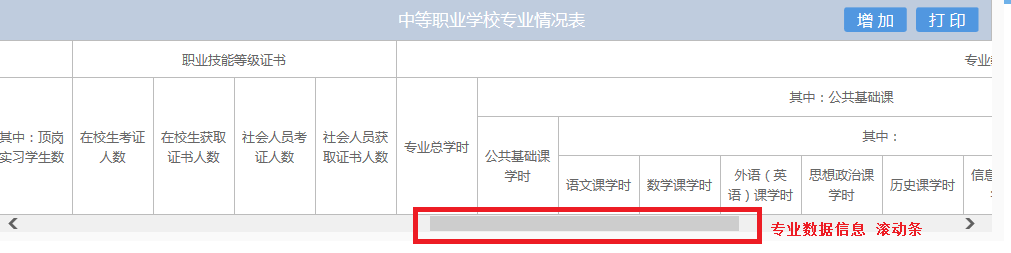 中等职业学校专业情况表
增 加
打 印
职业技能等级证书
专业
其中：顶岗
实习学生数
在校生考证
人数
在校生获取
证书人数
社会人员考
证人数
社会人员获
取证书人数
专业总学时
其中：公共基础课
公共基础课
学时
其中：
语文课学时
数学课学时
外语（英
语）课学时
思想政治课
学时
历史课学时
信息
专业数据信息 滚动条